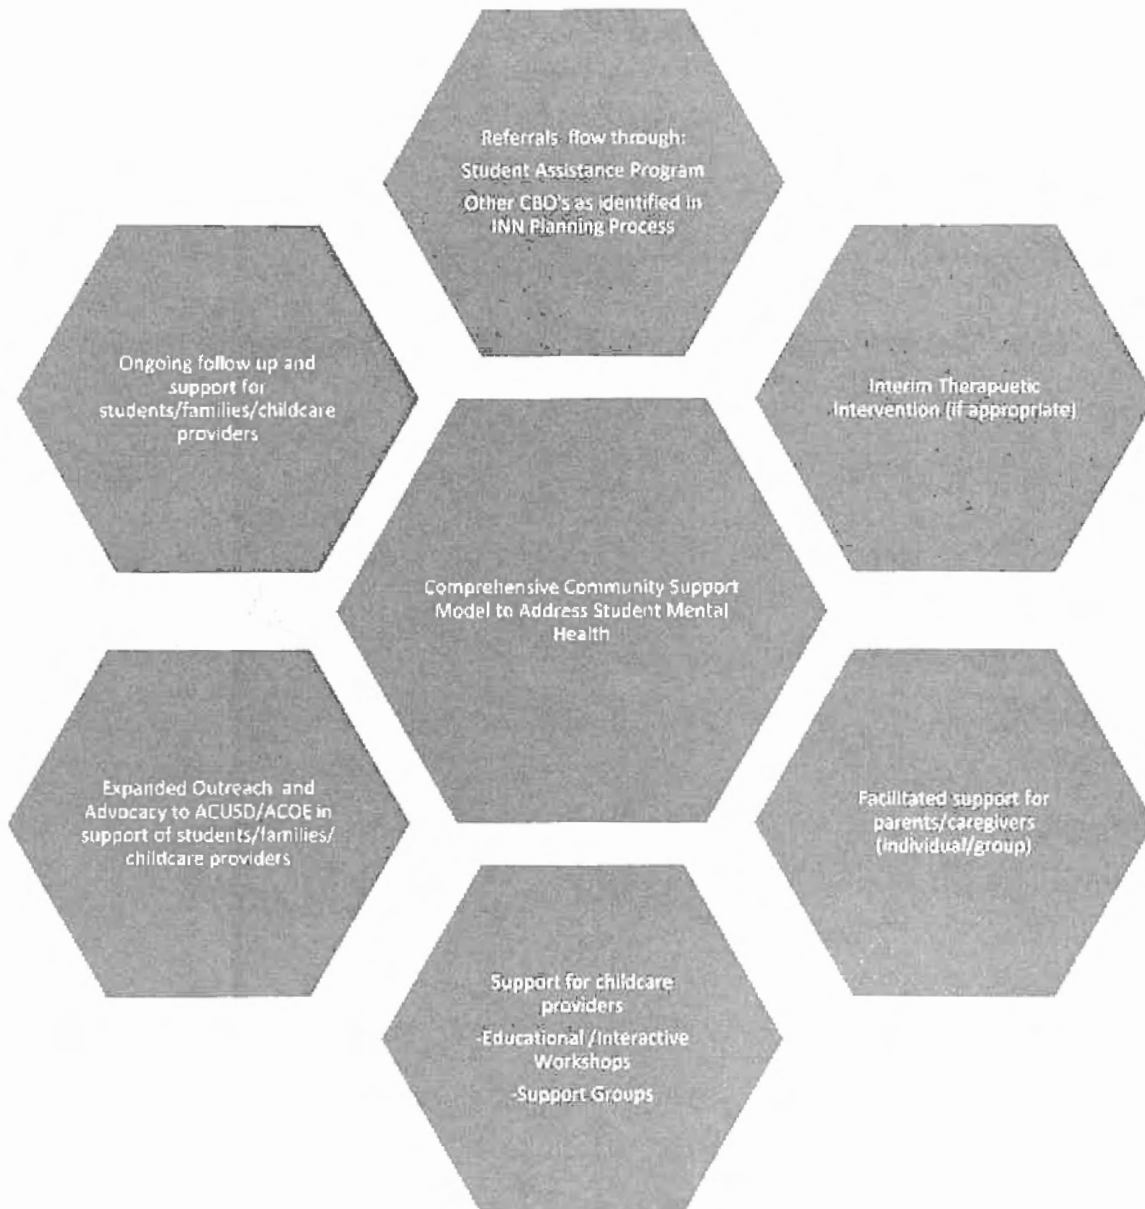 Referrals flow through:
Student Assistance Program
Other CBO's as identified in
INN Planning Process
Interim Therapuetic
Intervention (if appropriate)
Facilitated support for
parents/caregivers
(individual/group)
Support for childcare
providers
-Educational /Interactive
Workshops
-Support Groups
Expanded Outreach and
Advocacy to ACUSD/ACOE in
support of students/families/
childcare providers
Ongoing follow up and
support for
students/families/childcare
providers
Comprehensive Community Support
Model to Address Student Mental
Health